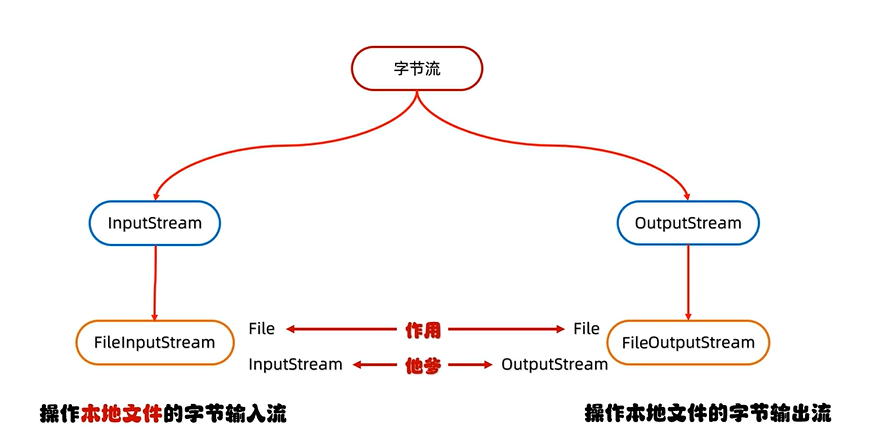 字节流
InputStream
OutputStream
FileInputStream
File
作用
File
FileOutputStream
InputStream
他爹
OutputStream
操作本地文件的字节输入流
操作本地文件的字节输出流